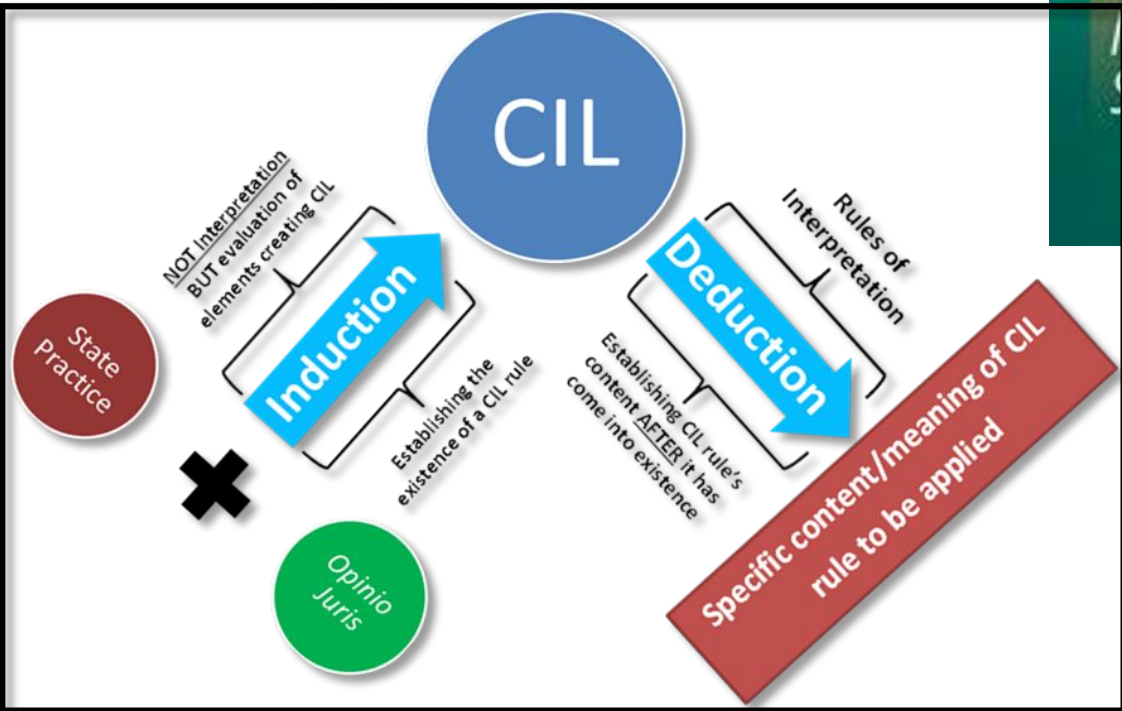 CIL
NOT Interpretation
BUT evaluation of
elements creating CIL
Induction
Establishing the
existence of a CIL rule
State
Practice
Opinio
Juris
Deduction
Rules of
Interpretation
Establishing CIL rule's
content AFTER it has
come into existence
Specific content/meaning of CIL
rule to be applied